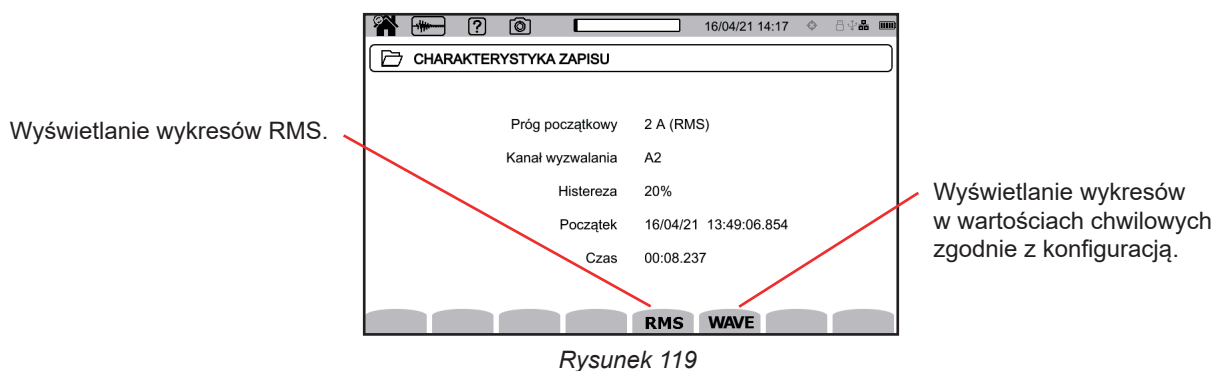 16/04/21 14:17
CHARAKTERYSTYKA ZAPISU
Wyświetlanie wykresów RMS.
Próg początkowy 2 A (RMS)
Kanał wyzwalania A2
Histereza 20%
Początek 16/04/21 13:49:06.854
Czas 00:08.237
Wyświetlanie wykresów
w wartościach chwilowych
zgodnie z konfiguracją.
RMS WAVE
Rysunek 119